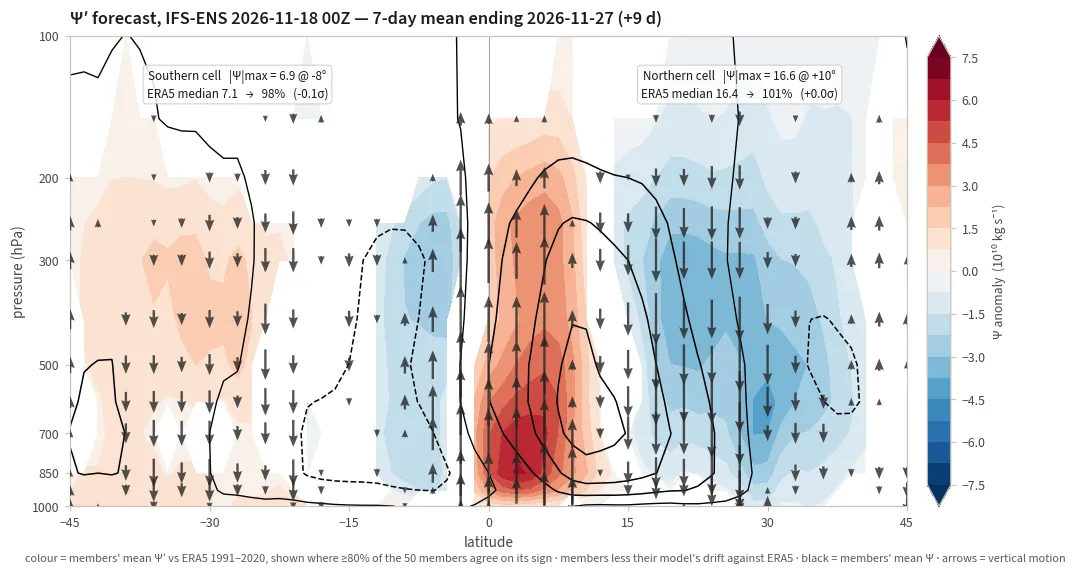 Ψ′ forecast, IFS-ENS 2026-11-18 00Z — 7-day mean ending 2026-11-27 (+9 d)
100
200
300
400
500
700
850
1000
pressure (hPa)
Southern cell |Ψ|max = 6.9 @ -8°
ERA5 median 7.1 → 98% (-0.1σ)
Northern cell |Ψ|max = 16.6 @ +10°
ERA5 median 16.4 → 101% (+0.0σ)
−45
−30
−15
0
15
30
45
latitude
7.5
6.0
4.5
3.0
1.5
0.0
−1.5
−3.0
−4.5
−6.0
−7.5
Ψ anomaly (10¹⁰ kg s⁻¹)
colour = members' mean Ψ′ vs ERA5 1991–2020, shown where ≥80% of the 50 members agree on its sign · members less their model's drift against ERA5 · black = members' mean Ψ · arrows = vertical motion